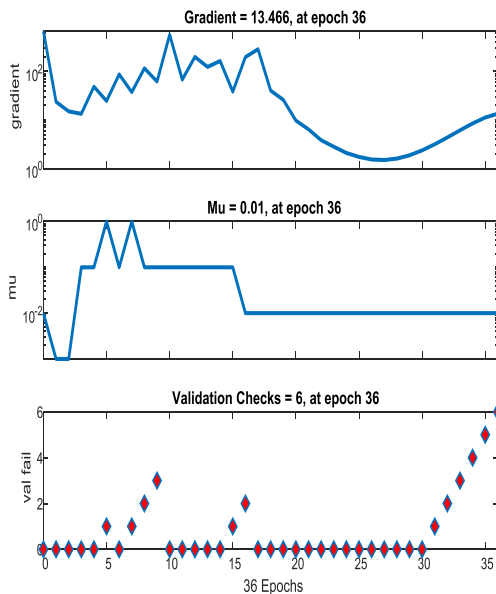 Gradient = 13.466, at epoch 36
gradient
10^2
10^0
Mu = 0.01, at epoch 36
mu
10^0
10^-2
Validation Checks = 6, at epoch 36
val fail
6
4
2
0
0 5 10 15 20 25 30 35
36 Epochs